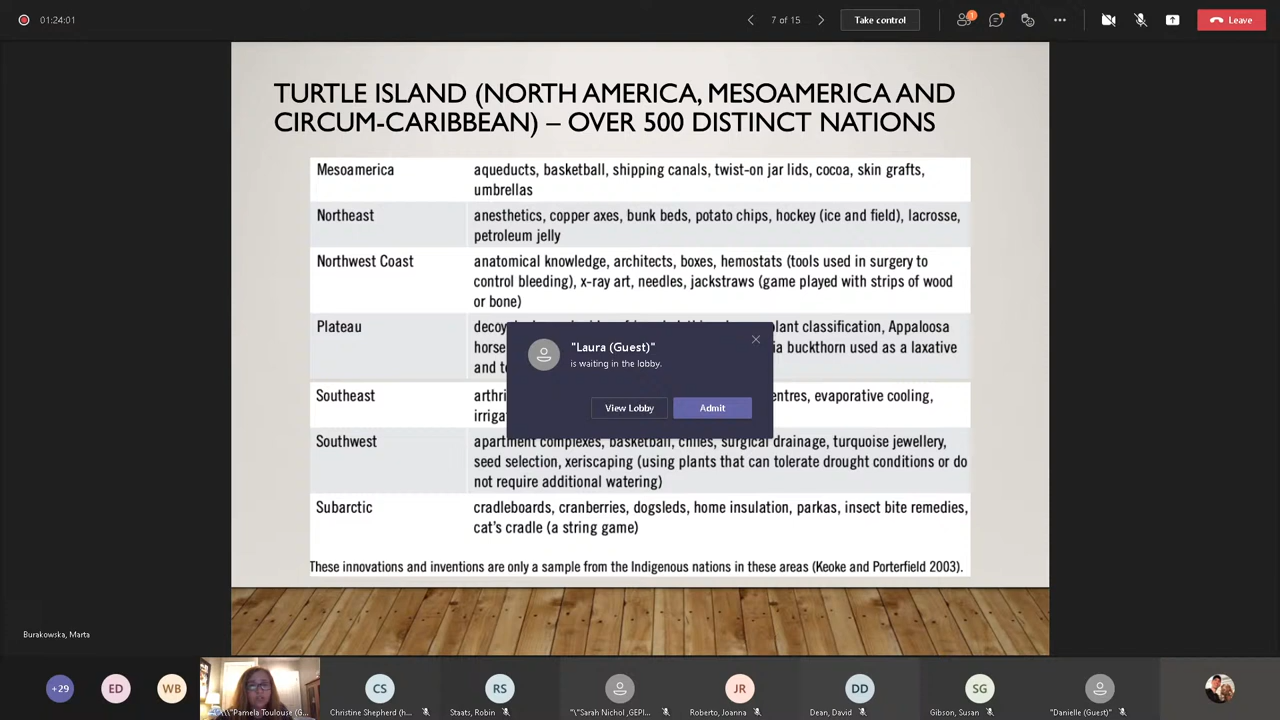 01:24:01
7 of 15
Take control
1
Leave
TURTLE ISLAND (NORTH AMERICA, MESOAMERICA AND
CIRCUM-CARIBBEAN) – OVER 500 DISTINCT NATIONS
Mesoamerica
aqueducts, basketball, shipping canals, twist-on jar lids, cocoa, skin grafts,
umbrellas
Northeast
anesthetics, copper axes, bunk beds, potato chips, hockey (ice and field), lacrosse,
petroleum jelly
Northwest Coast
anatomical knowledge, architects, boxes, hemostats (tools used in surgery to
control bleeding), x-ray art, needles, jackstraws (game played with strips of wood
or bone)
Plateau
plant classification, Appaloosa
horse
buckthorn used as a laxative
and
Southeast
evaporative cooling,
Southwest
apartment complexes, basketball, chiles, surgical drainage, turquoise jewellery,
seed selection, xeriscaping (using plants that can tolerate drought conditions or do
not require additional watering)
Subarctic
cradleboards, cranberries, dogsleds, home insulation, parkas, insect bite remedies,
cat's cradle (a string game)
These innovations and inventions are only a sample from the Indigenous nations in these areas (Keoke and Porterfield 2003).
"Laura (Guest)"
is waiting in the lobby.
View Lobby
Admit
Burakowska, Marta
+29
ED
WB
"Pamela Toulouse (G...
CS
Christine Shepherd (h...
RS
Staats, Robin
"\"Sarah Nichol ,GEPI...
JR
Roberto, Joanna
DD
Dean, David
SG
Gibson, Susan
"Danielle (Guest)"